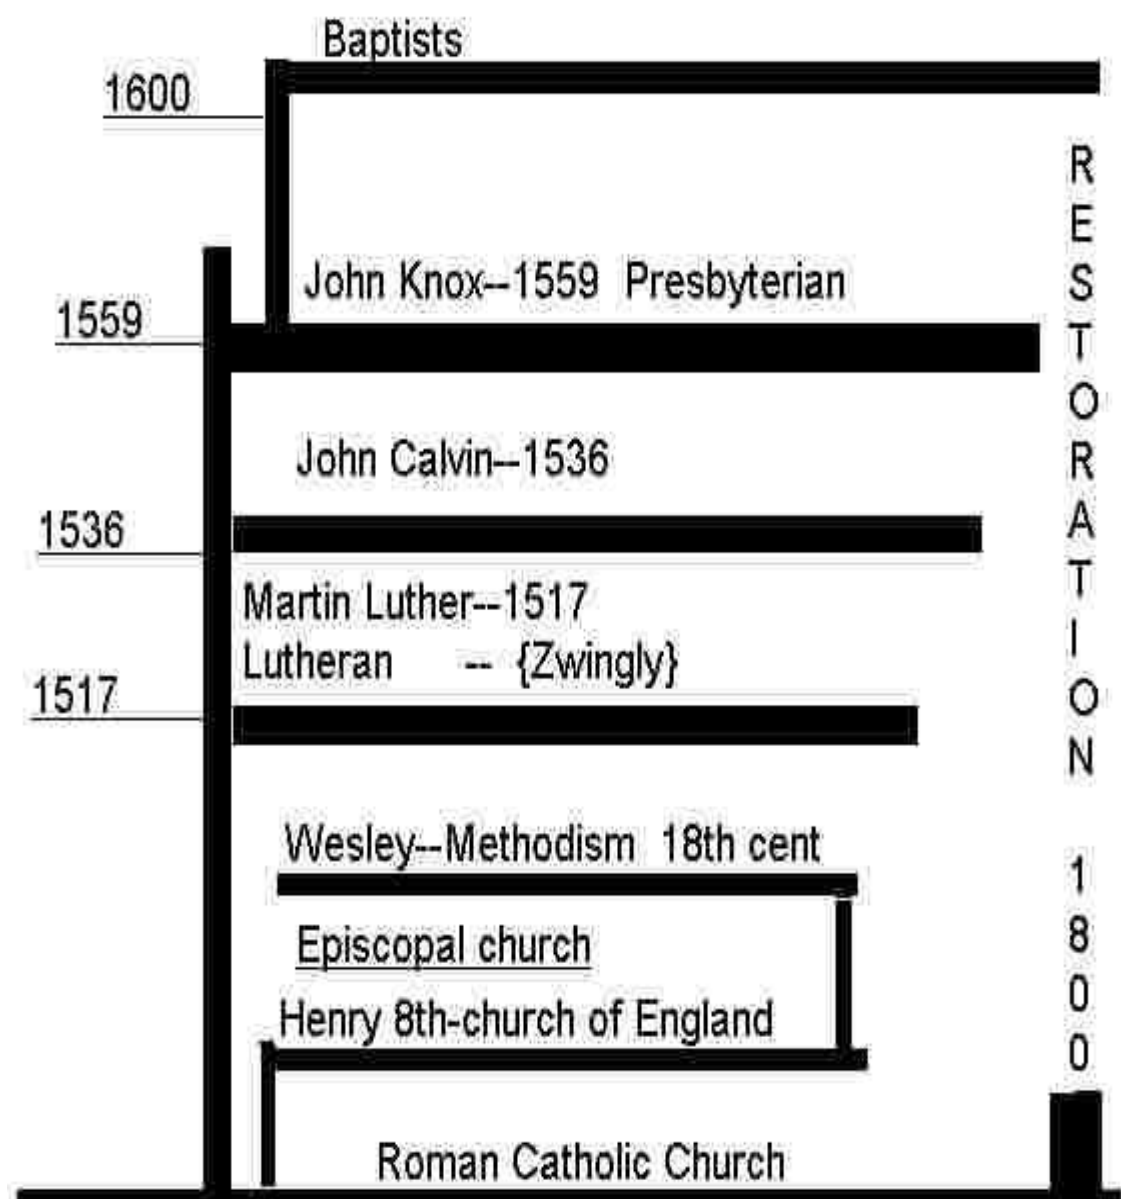 Baptists
1600
John Knox--1559 Presbyterian
1559
John Calvin--1536
1536
Martin Luther--1517
Lutheran -- {Zwingly}
1517
Wesley--Methodism 18th cent
Episcopal church
Henry 8th-church of England
Roman Catholic Church
RESTORATION 1800